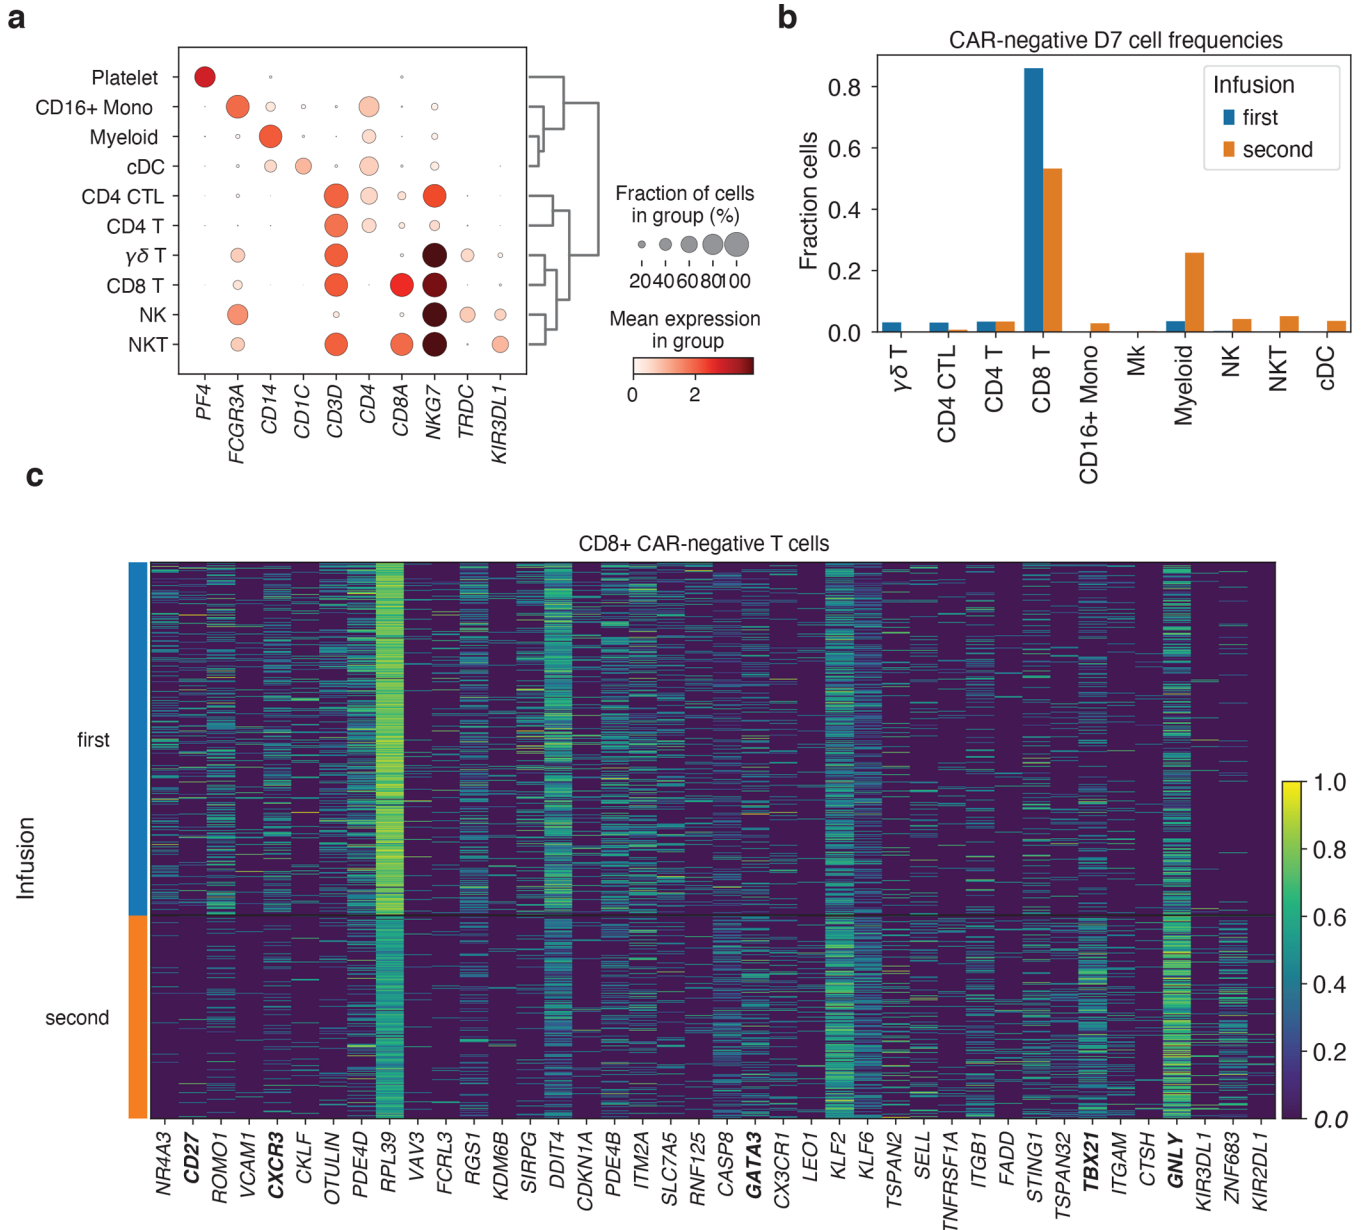 a
Platelet
CD16+ Mono
Myeloid
cDC
CD4 CTL
CD4 T
γδ T
CD8 T
NK
NKT
PF4
FCGR3A
CD14
CD1C
CD3D
CD4
CD8A
NKG7
TRDC
KIR3DL1
Fraction of cells
in group (%)
20 40 60 80 100
Mean expression
in group
0 2
b
CAR-negative D7 cell frequencies
Fraction cells
0.8
0.6
0.4
0.2
0.0
Infusion
first
second
γδ T
CD4 CTL
CD4 T
CD8 T
CD16+ Mono
Mk
Myeloid
NK
NKT
cDC
c
CD8+ CAR-negative T cells
Infusion
first
second
NR4A3
CD27
ROMO1
VCAM1
CXCR3
CKLF
OTULIN
PDE4D
RPL39
VAV3
FCRL3
RGS1
KDM6B
SIRPG
DDIT4
CDKN1A
PDE4B
ITM2A
SLC7A5
RNF125
CASP8
GATA3
CX3CR1
LEO1
KLF2
KLF6
TSPAN2
SELL
TNFRSF1A
ITGB1
FADD
STING1
TSPAN32
TBX21
ITGAM
CTSH
GNLY
KIR3DL1
ZNF683
KIR2DL1
1.0
0.8
0.6
0.4
0.2
0.0